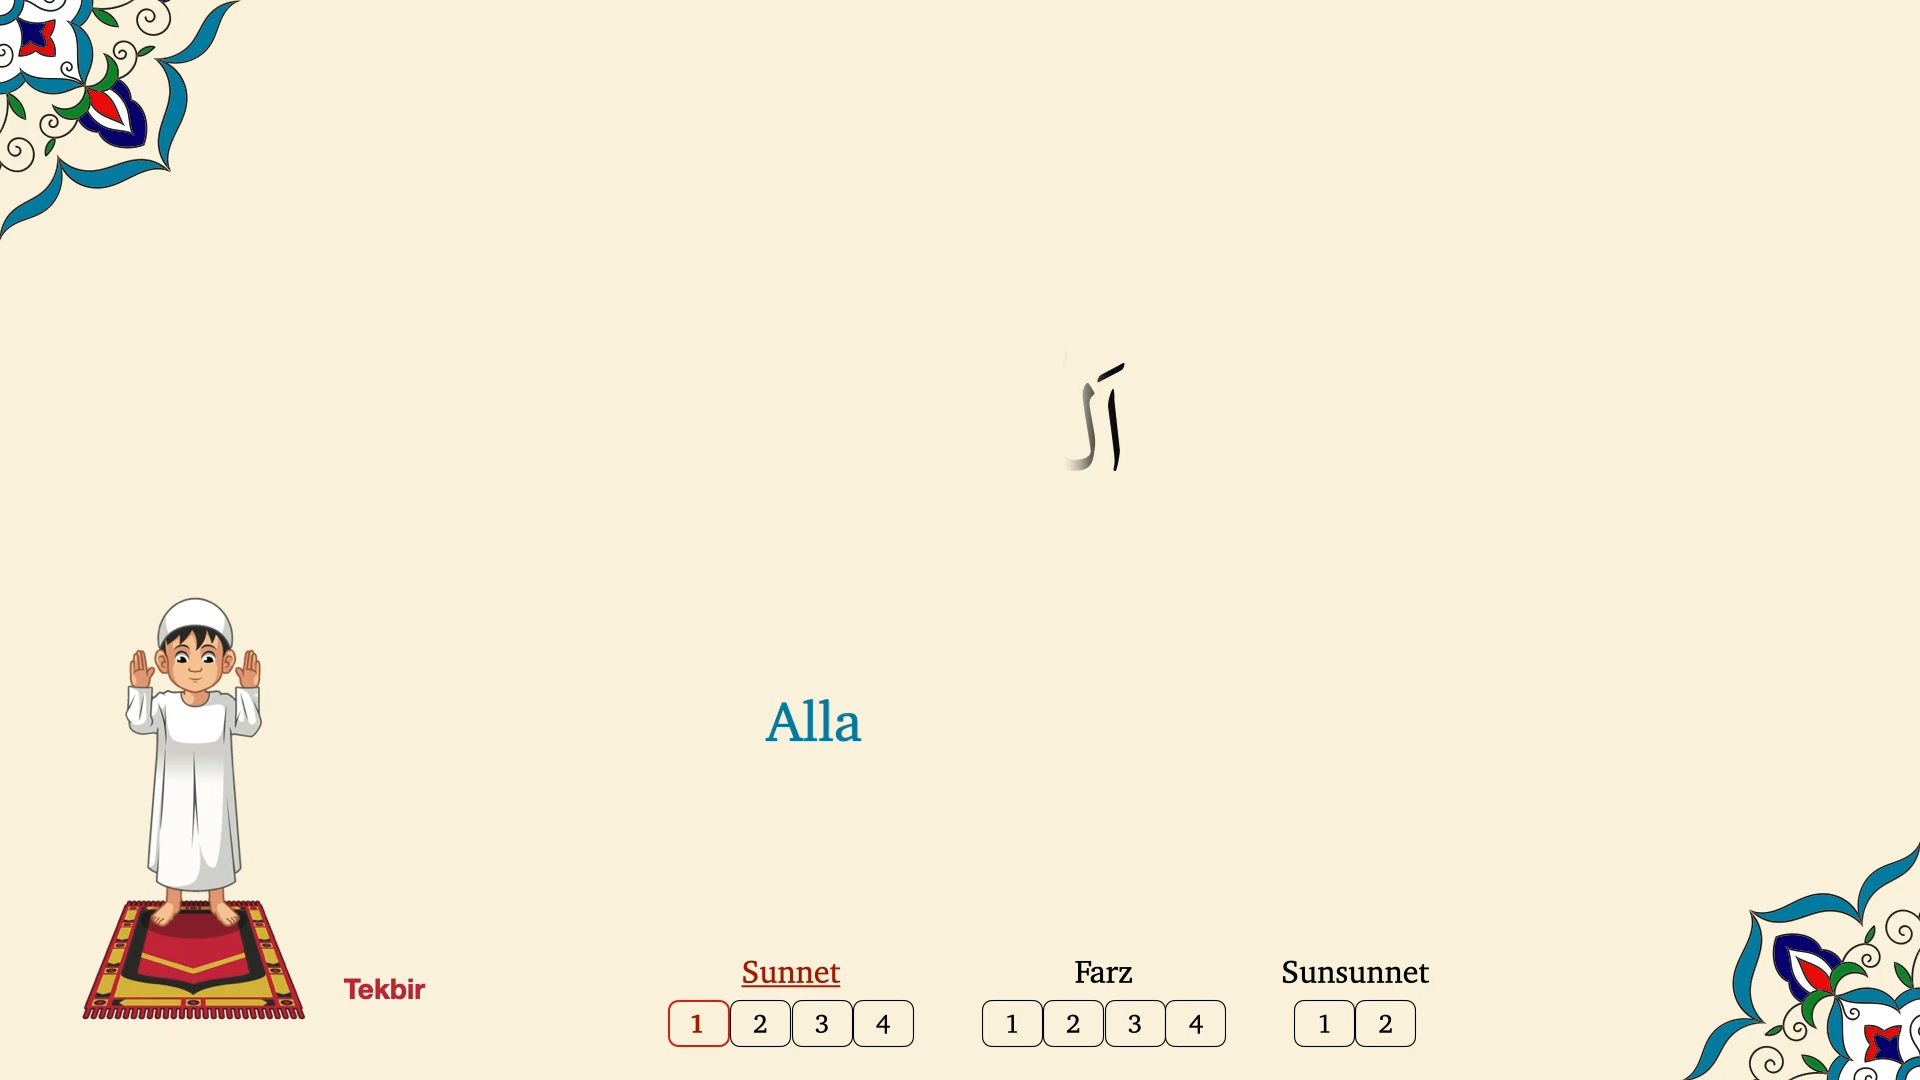 اَل
Alla
Tekbir
Sunnet Farz Sunsunnet
1 2 3 4 1 2 3 4 1 2